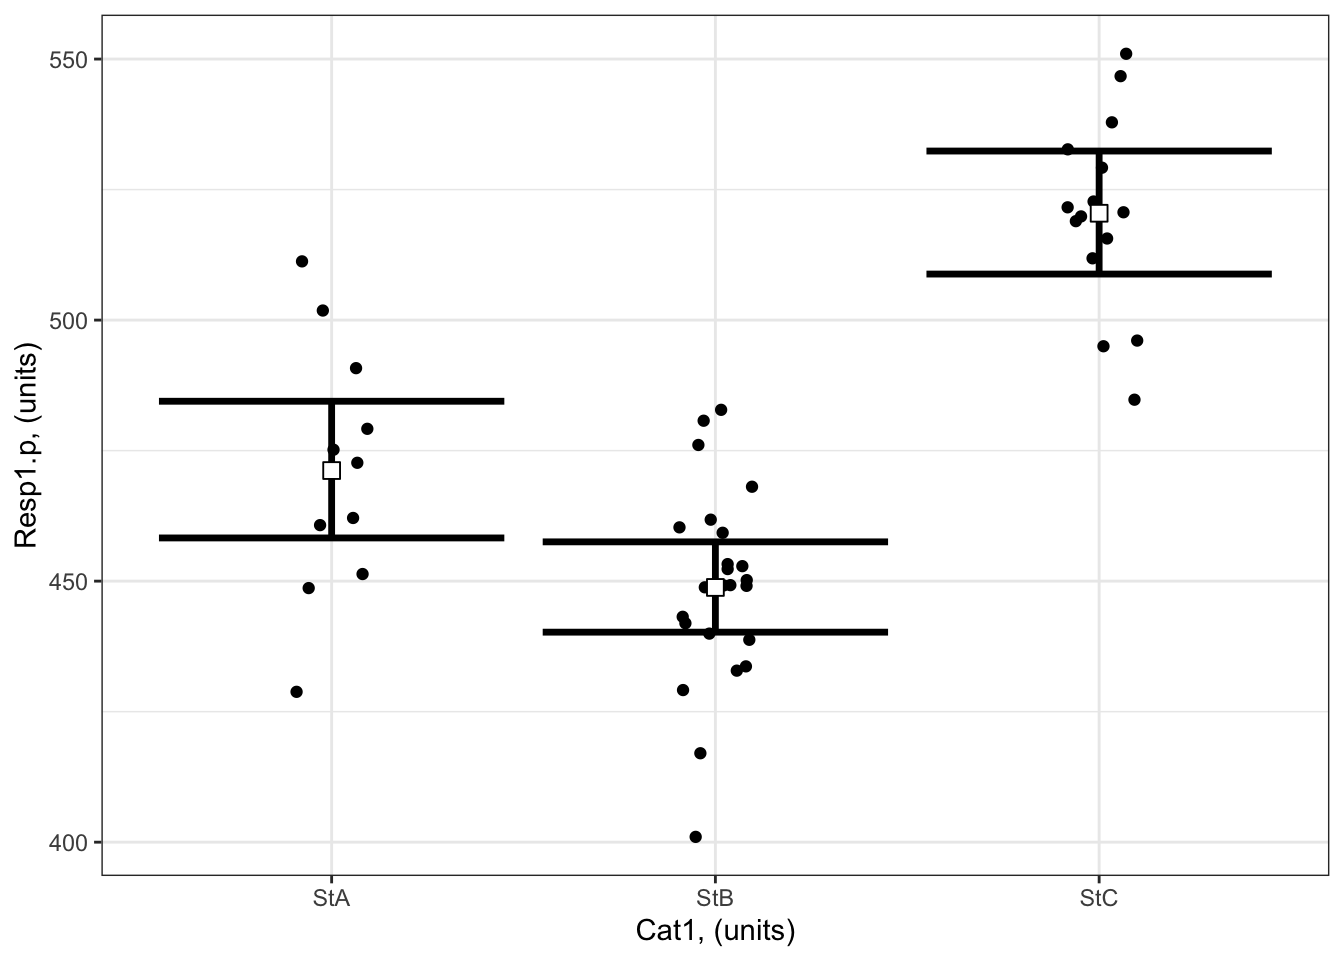 550
500
450
400
Resp1.p, (units)
StA StB StC
Cat1, (units)